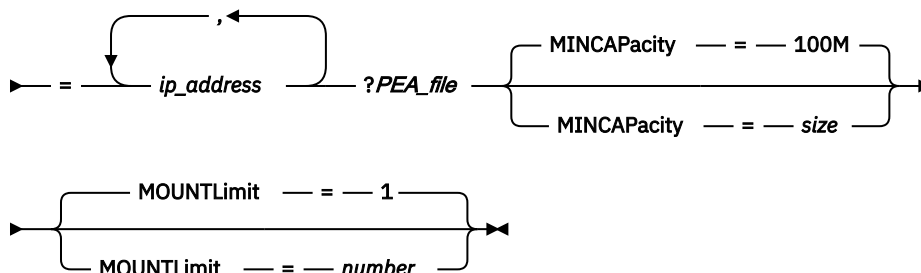 ,
= ip_address ?PEA_file
MINCAPacity = 100M
MINCAPacity = size
MOUNTLimit = 1
MOUNTLimit = number